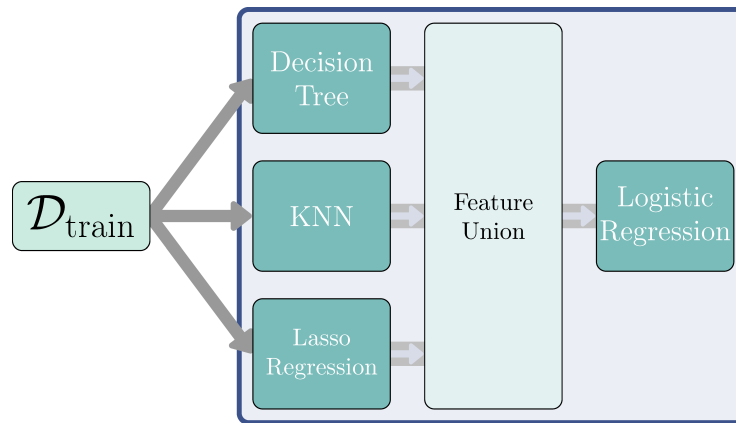 𝒟train
Decision
Tree
KNN
Lasso
Regression
Feature
Union
Logistic
Regression